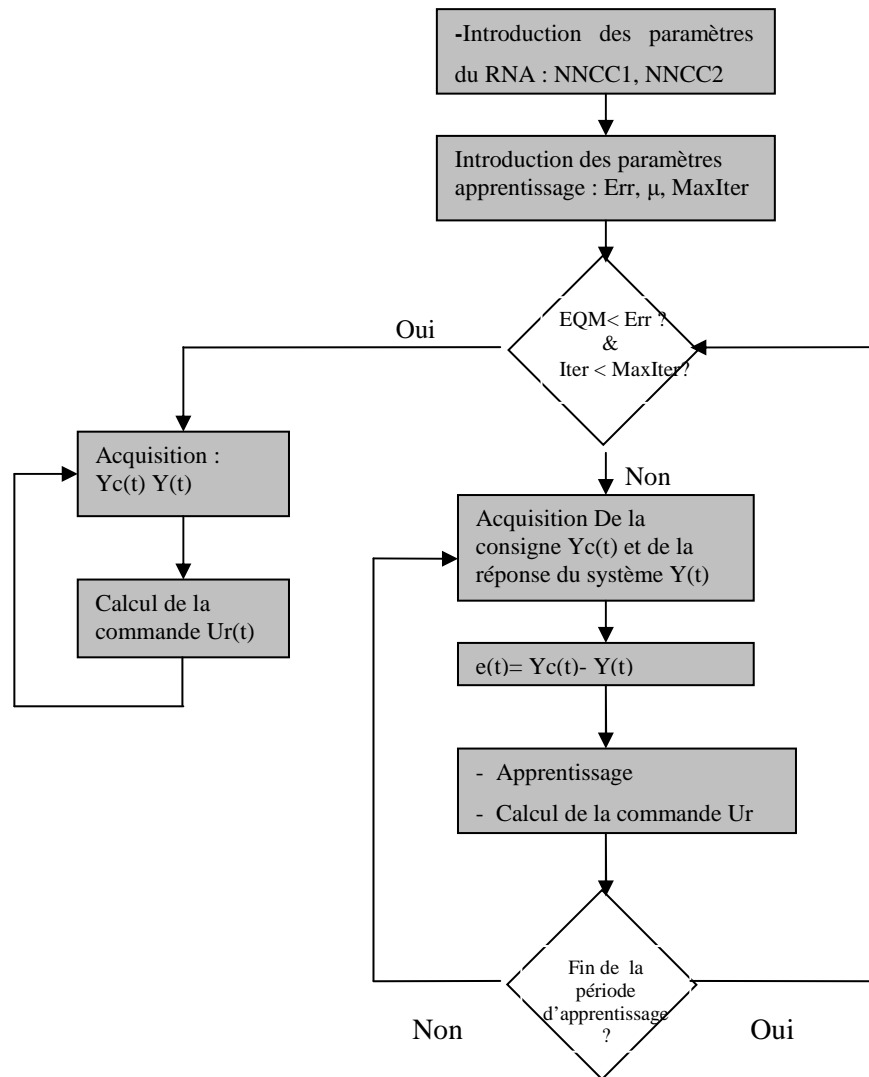 -Introduction des paramètres
du RNA : NNCC1, NNCC2
Introduction des paramètres
apprentissage : Err, µ, MaxIter
EQM< Err ?
&
Iter < MaxIter?
Oui
Non
Acquisition :
Yc(t) Y(t)
Calcul de la
commande Ur(t)
Acquisition De la
consigne Yc(t) et de la
réponse du système Y(t)
e(t)= Yc(t)- Y(t)
- Apprentissage
- Calcul de la commande Ur
Fin de la
période
d’apprentissage
?
Non
Oui